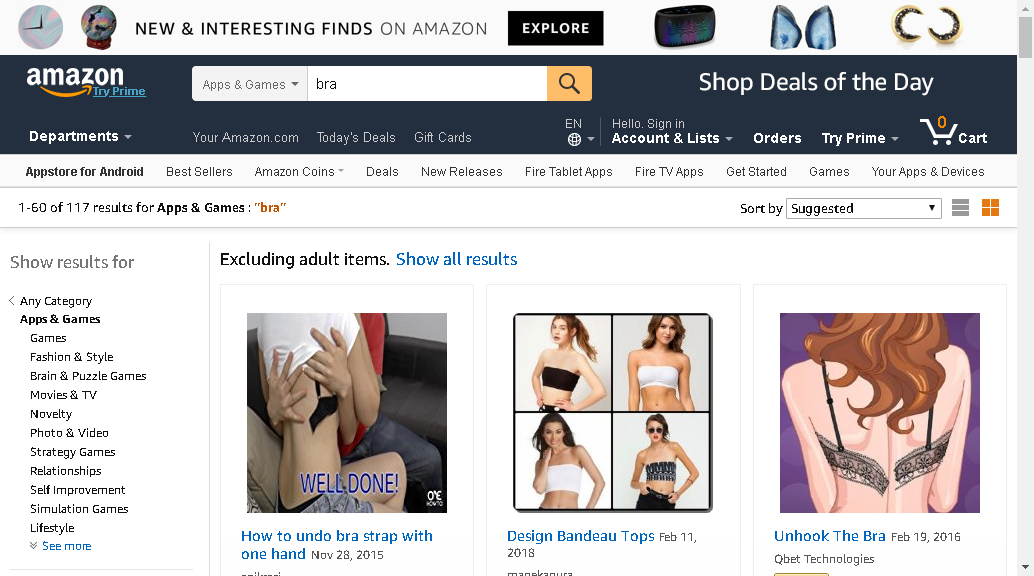 NEW & INTERESTING FINDS ON AMAZON EXPLORE
amazon
Try Prime
Apps & Games bra
Shop Deals of the Day
Departments
Your Amazon.com Today's Deals Gift Cards
EN
Hello. Sign in
Account & Lists
Orders
Try Prime
0
Cart
Appstore for Android Best Sellers Amazon Coins Deals New Releases Fire Tablet Apps Fire TV Apps Get Started Games Your Apps & Devices
1-60 of 117 results for Apps & Games : "bra"
Sort by Suggested
Show results for
Any Category
Apps & Games
Games
Fashion & Style
Brain & Puzzle Games
Movies & TV
Novelty
Photo & Video
Strategy Games
Relationships
Self Improvement
Simulation Games
Lifestyle
See more
Excluding adult items. Show all results
WELL DONE!
How to undo bra strap with
one hand Nov 28, 2015
Design Bandeau Tops Feb 11,
2018
Unhook The Bra Feb 19, 2016
Qbet Technologies